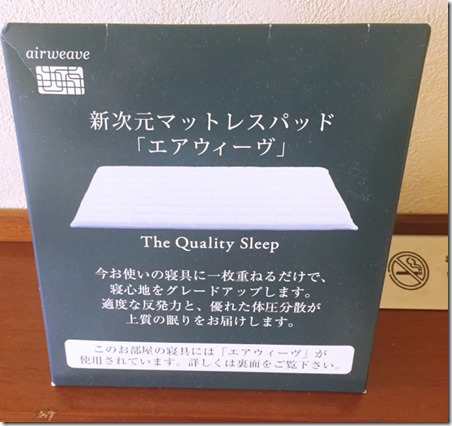 airweave
新次元マットレスパッド
「エアウィーヴ」
The Quality Sleep
今お使いの寝具に一枚重ねるだけで、
寝心地をグレードアップします。
適度な反発力と、優れた体圧分散が
上質の眠りをお届けします。
このお部屋の寝具には「エアウィーヴ」が
使用されています。詳しくは裏面をご覧下さい。